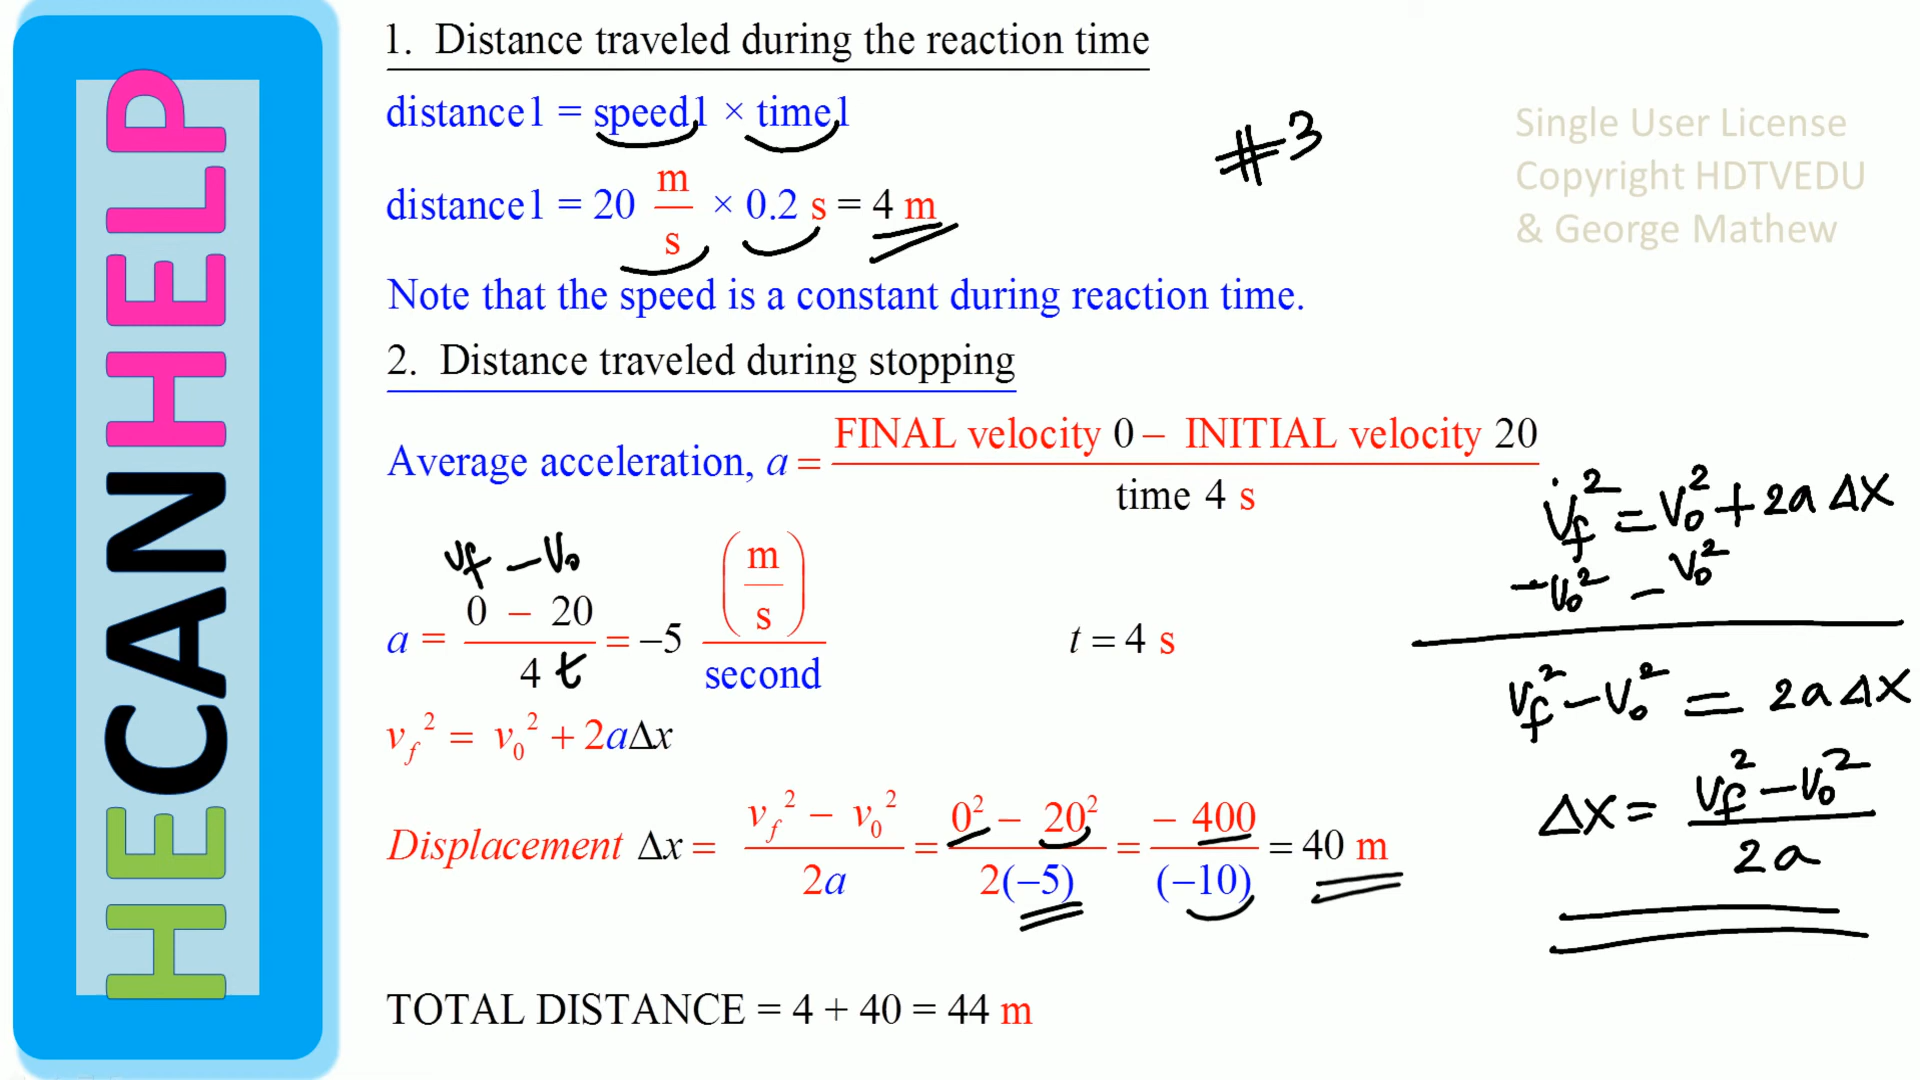 HECANHELP
1. Distance traveled during the reaction time
distance1 = speed1 × time1
#3
Single User License
Copyright HDTVEDU
& George Mathew
distance1 = 20 m/s × 0.2 s = 4 m
Note that the speed is a constant during reaction time.
2. Distance traveled during stopping
Average acceleration, a = (FINAL velocity 0 – INITIAL velocity 20) / (time 4 s)
vf – v0
a = (0 – 20) / (4 t) = –5 (m/s) / second
t = 4 s
vf² = v0² + 2aΔx
Displacement Δx = (vf² – v0²) / 2a = (0² – 20²) / 2(–5) = – 400 / (–10) = 40 m
TOTAL DISTANCE = 4 + 40 = 44 m
vf² = v0² + 2aΔx
–v0² – v0²
vf² – v0² = 2aΔx
Δx = (vf² – v0²) / 2a